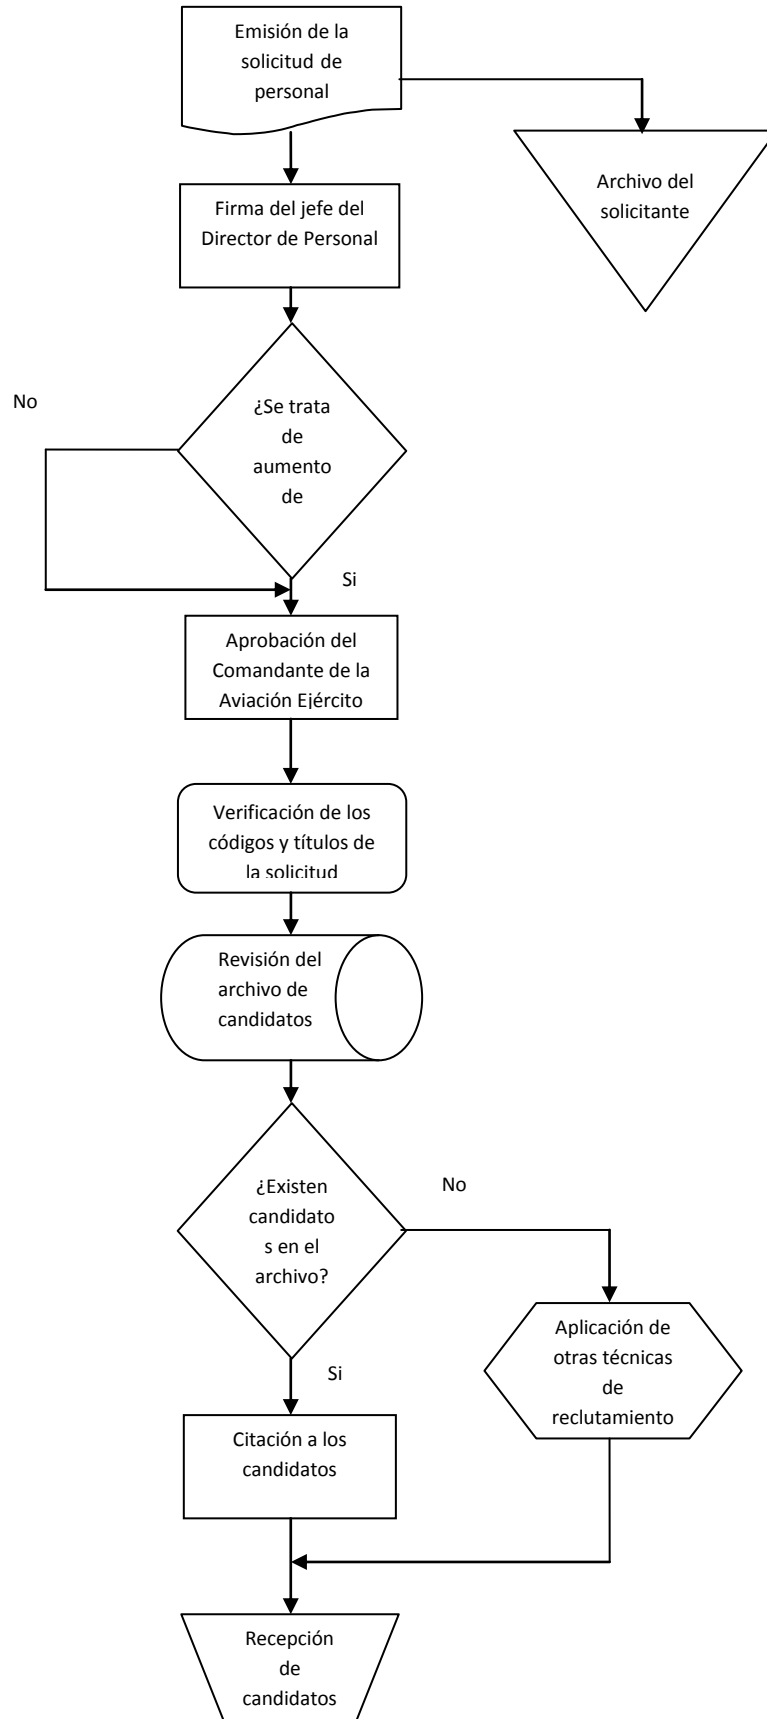 Emisión de la
solicitud de
personal
Archivo del
solicitante
Firma del jefe del
Director de Personal
No
¿Se trata
de
aumento
de
Si
Aprobación del
Comandante de la
Aviación Ejército
Verificación de los
códigos y títulos de
la solicitud
Revisión del
archivo de
candidatos
¿Existen
candidato
s en el
archivo?
No
Aplicación de
otras técnicas
de
reclutamiento
Si
Citación a los
candidatos
Recepción
de
candidatos